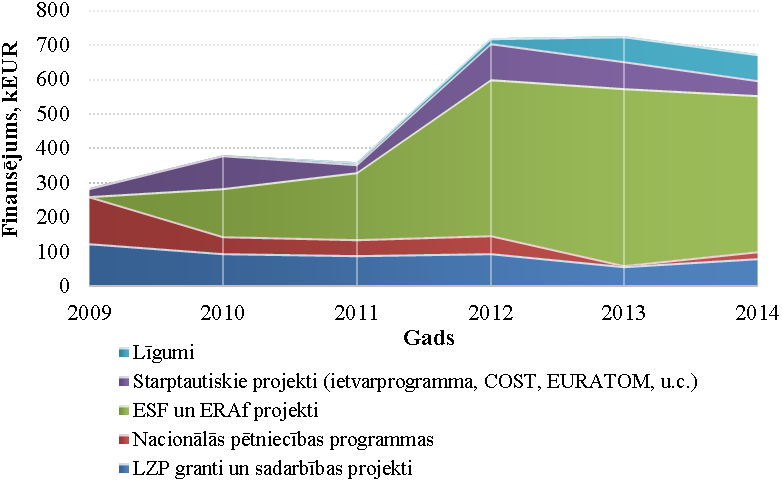 Finansējums, kEUR
800
700
600
500
400
300
200
100
0
2009 2010 2011 2012 2013 2014
Gads
Līgumi
Starptautiskie projekti (ietvarprogramma, COST, EURATOM, u.c.)
ESF un ERAf projekti
Nacionālās pētniecības programmas
LZP granti un sadarbības projekti